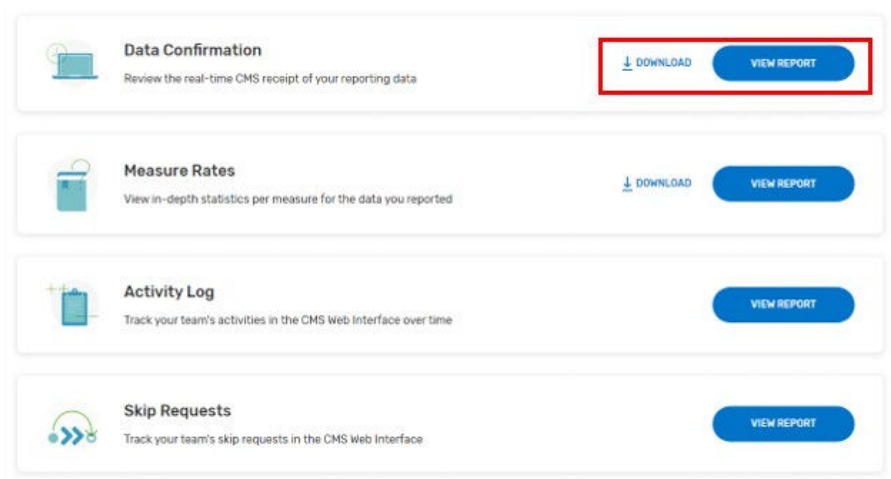 Data Confirmation
Review the real-time CMS receipt of your reporting data
DOWNLOAD
VIEW REPORT
Measure Rates
View in-depth statistics per measure for the data you reported
DOWNLOAD
VIEW REPORT
Activity Log
Track your team's activities in the CMS Web Interface over time
VIEW REPORT
Skip Requests
Track your team's skip requests in the CMS Web Interface
VIEW REPORT